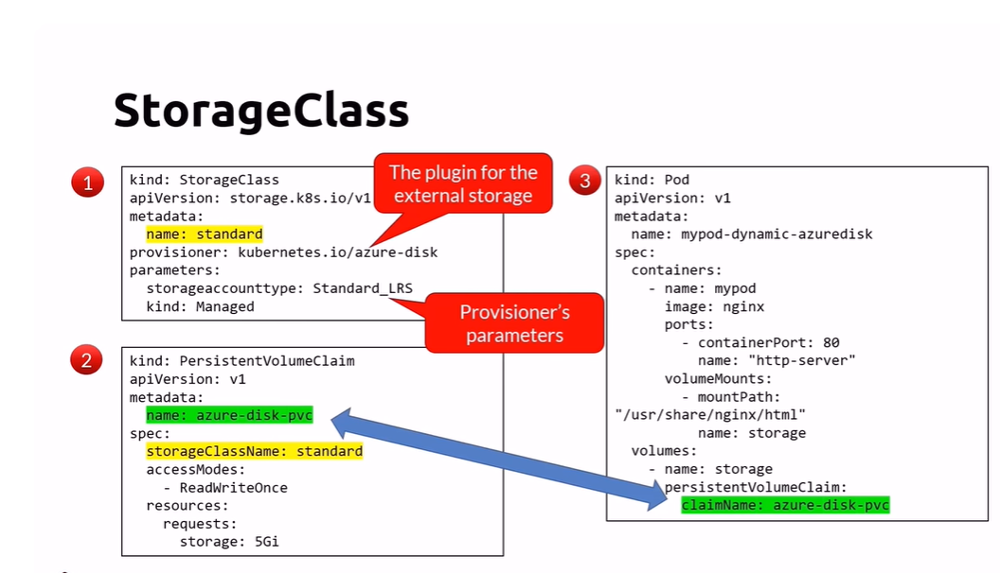 StorageClass
1
kind: StorageClass
apiVersion: storage.k8s.io/v1
metadata:
name: standard
provisioner: kubernetes.io/azure-disk
parameters:
storageaccounttype: Standard_LRS
kind: Managed
The plugin for the
external storage
Provisioner's
parameters
2
kind: PersistentVolumeClaim
apiVersion: v1
metadata:
name: azure-disk-pvc
spec:
storageClassName: standard
accessModes:
- ReadWriteOnce
resources:
requests:
storage: 5Gi
3
kind: Pod
apiVersion: v1
metadata:
name: mypod-dynamic-azuredisk
spec:
containers:
- name: mypod
image: nginx
ports:
- containerPort: 80
name: "http-server"
volumeMounts:
- mountPath:
"/usr/share/nginx/html"
name: storage
volumes:
- name: storage
persistentVolumeClaim:
claimName: azure-disk-pvc